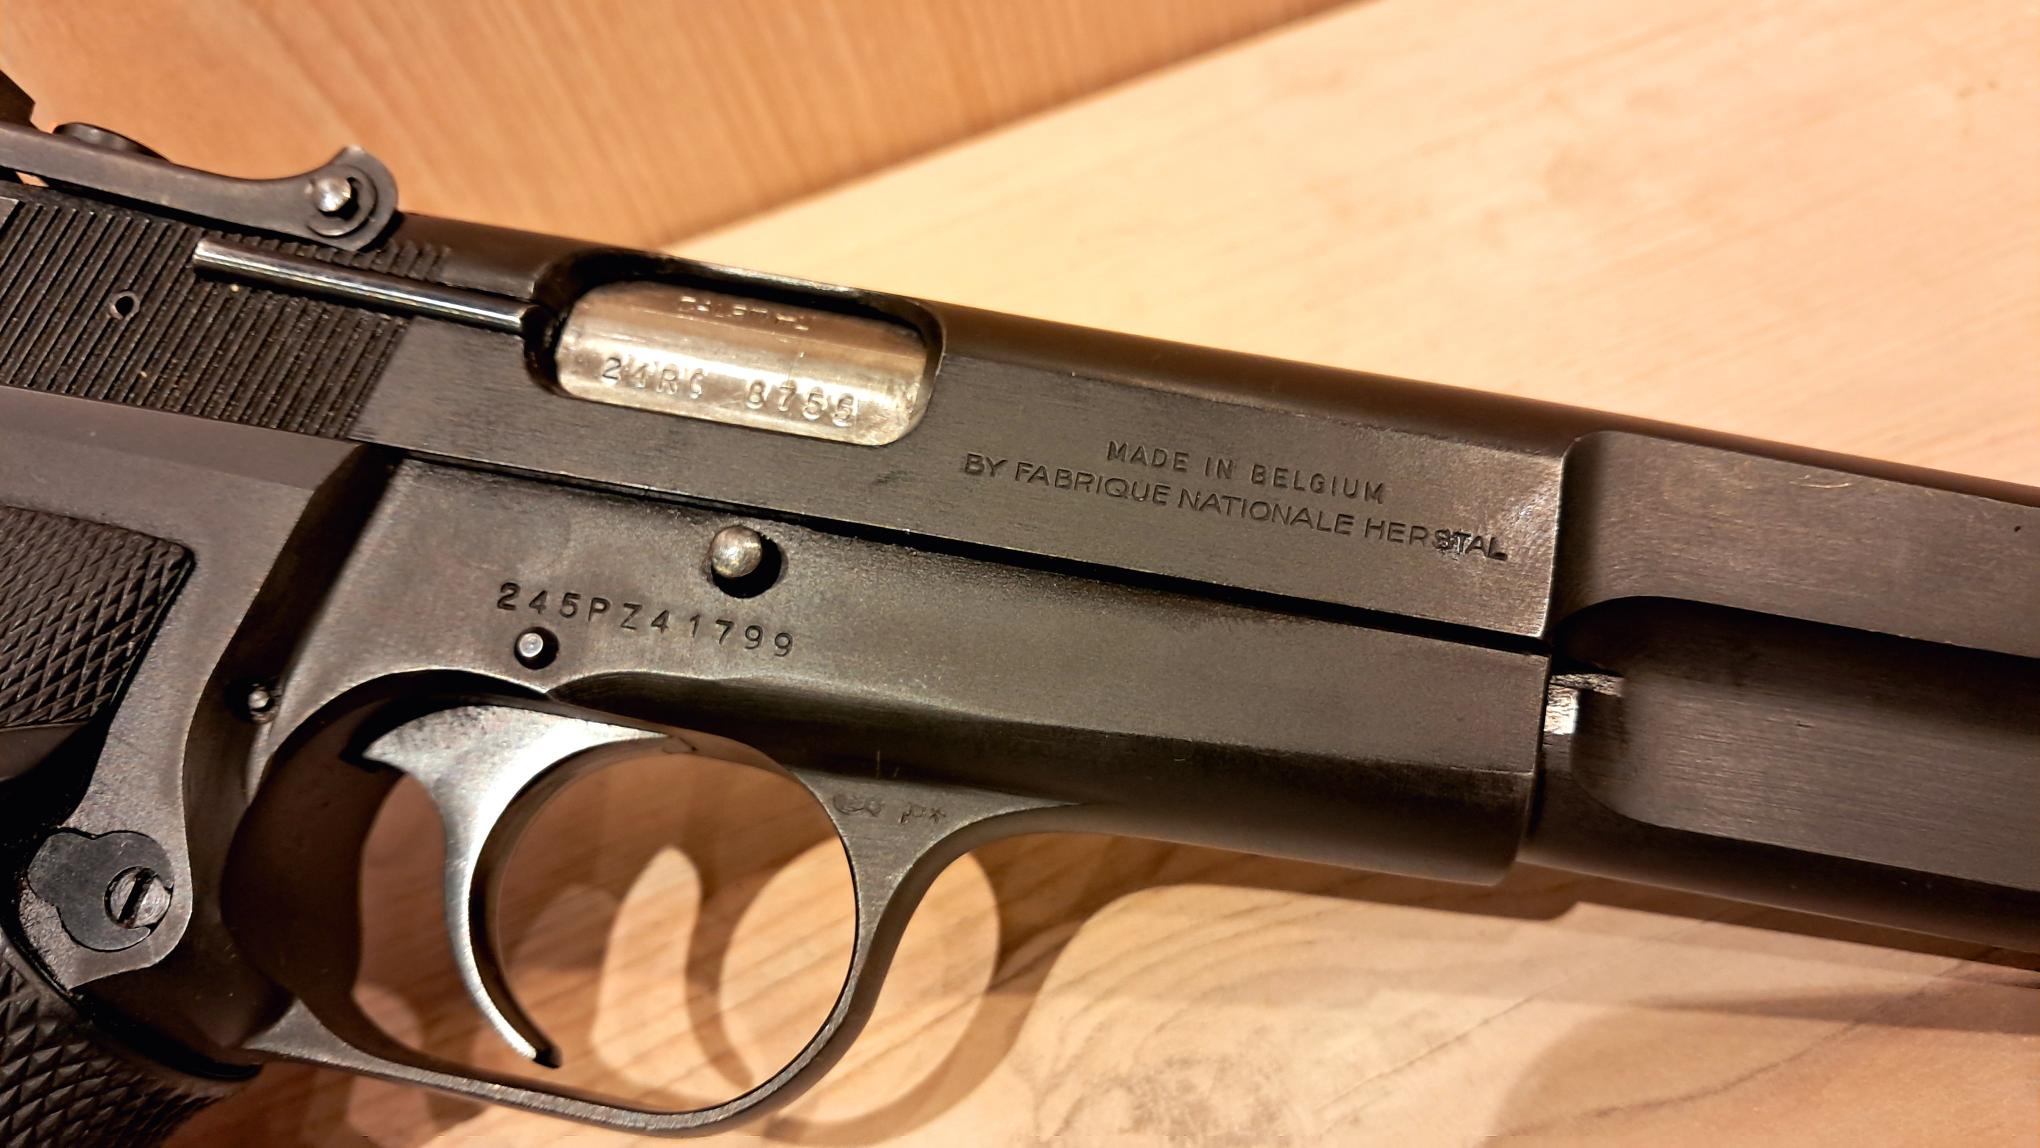 24RC 8755
MADE IN BELGIUM
BY FABRIQUE NATIONALE HERSTAL
245PZ41799